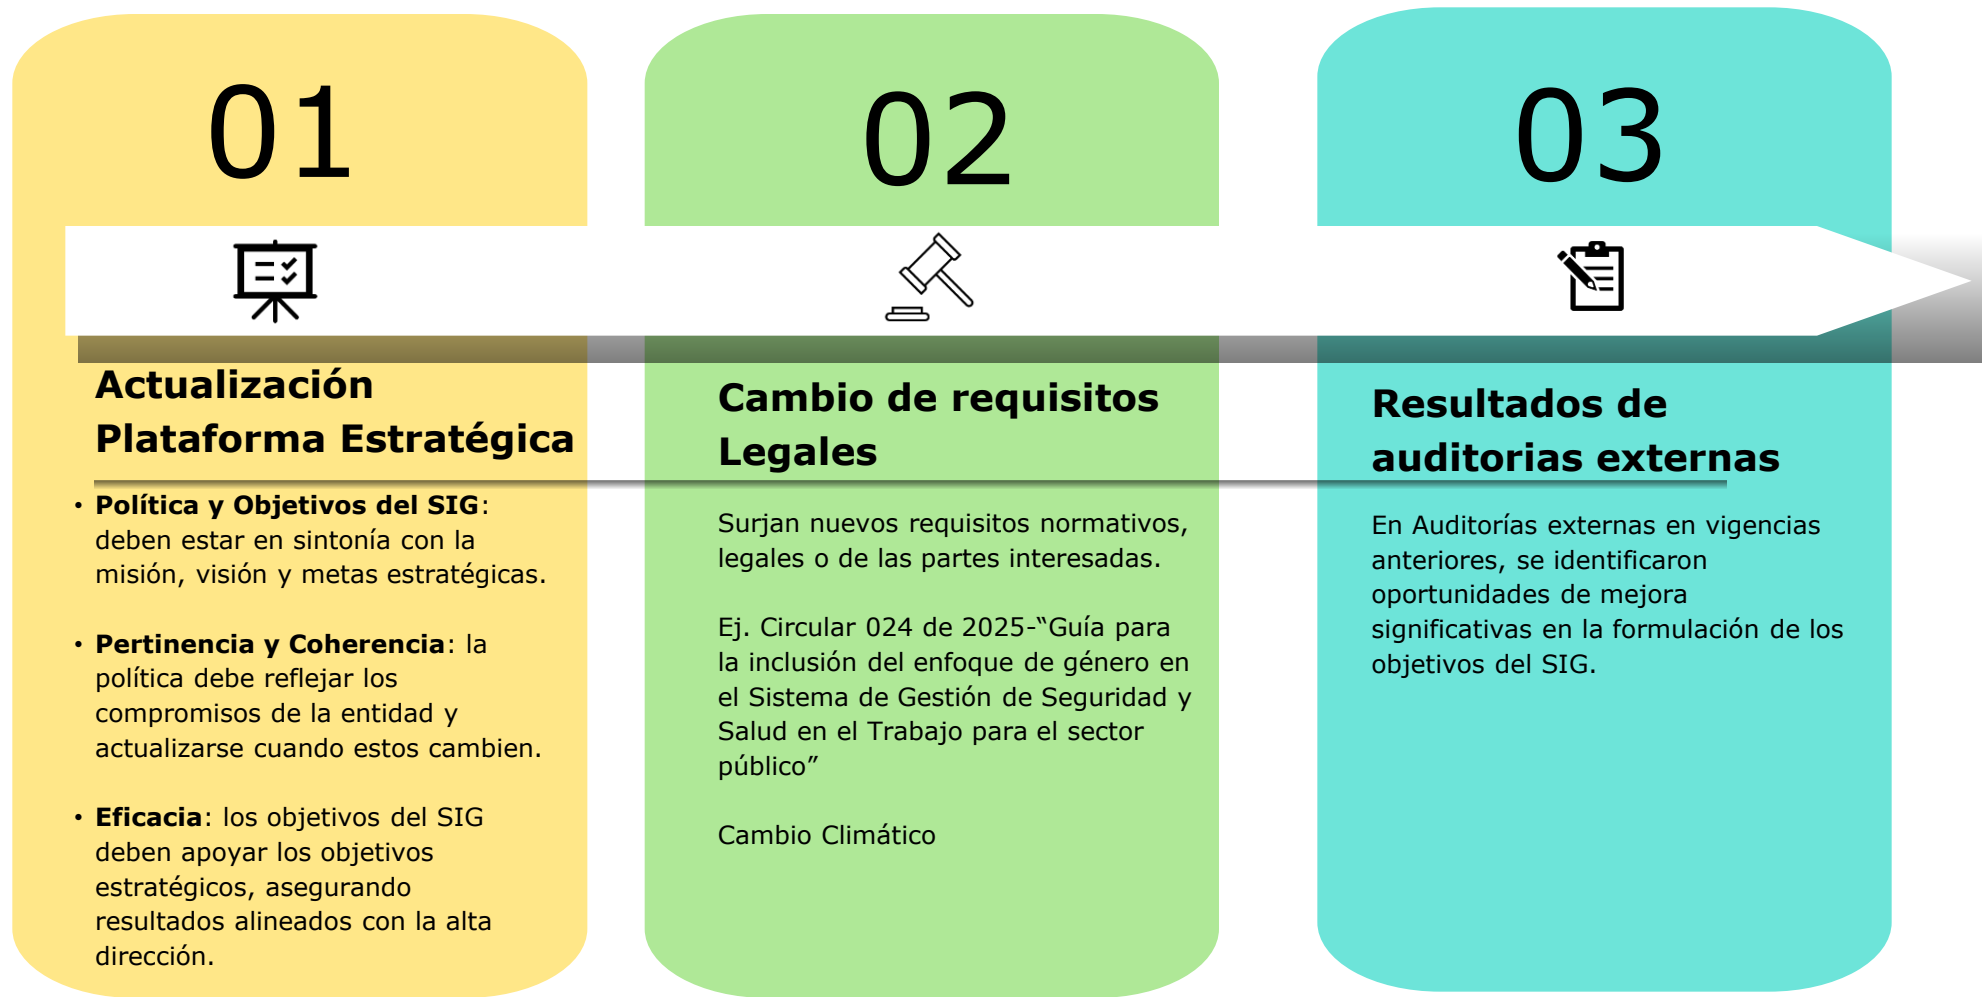 01
Actualización
Plataforma Estratégica
• Política y Objetivos del SIG:
deben estar en sintonía con la
misión, visión y metas estratégicas.
• Pertinencia y Coherencia: la
política debe reflejar los
compromisos de la entidad y
actualizarse cuando estos cambien.
• Eficacia: los objetivos del SIG
deben apoyar los objetivos
estratégicos, asegurando
resultados alineados con la alta
dirección.
02
Cambio de requisitos
Legales
Surjan nuevos requisitos normativos,
legales o de las partes interesadas.
Ej. Circular 024 de 2025-“Guía para
la inclusión del enfoque de género en
el Sistema de Gestión de Seguridad y
Salud en el Trabajo para el sector
público”
Cambio Climático
03
Resultados de
auditorias externas
En Auditorías externas en vigencias
anteriores, se identificaron
oportunidades de mejora
significativas en la formulación de los
objetivos del SIG.